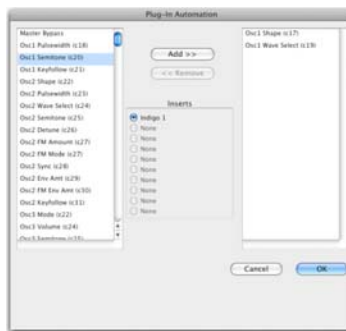 Plug-In Automation
Master Bypass
Osc1 Pulsewidth (c18)
Osc1 Semitone (c20)
Osc1 Keyfollow (c21)
Osc2 Shape (c22)
Osc2 Pulsewidth (c23)
Osc2 Wave Select (c24)
Osc2 Semitone (c25)
Osc2 Detune (c26)
Osc2 FM Amount (c27)
Osc2 FM Mode (c27)
Osc2 Sync (c28)
Osc2 Env Amt (c29)
Osc2 FM Env Amt (c30)
Osc2 Keyfollow (c31)
Osc3 Mode (c22)
Osc3 Volume (c24)
Osc3 Semitone (c25)
Add >>
<< Remove
Inserts
Indigo 1
None
None
None
None
None
None
None
None
None
Osc1 Shape (c17)
Osc1 Wave Select (c19)
Cancel
OK